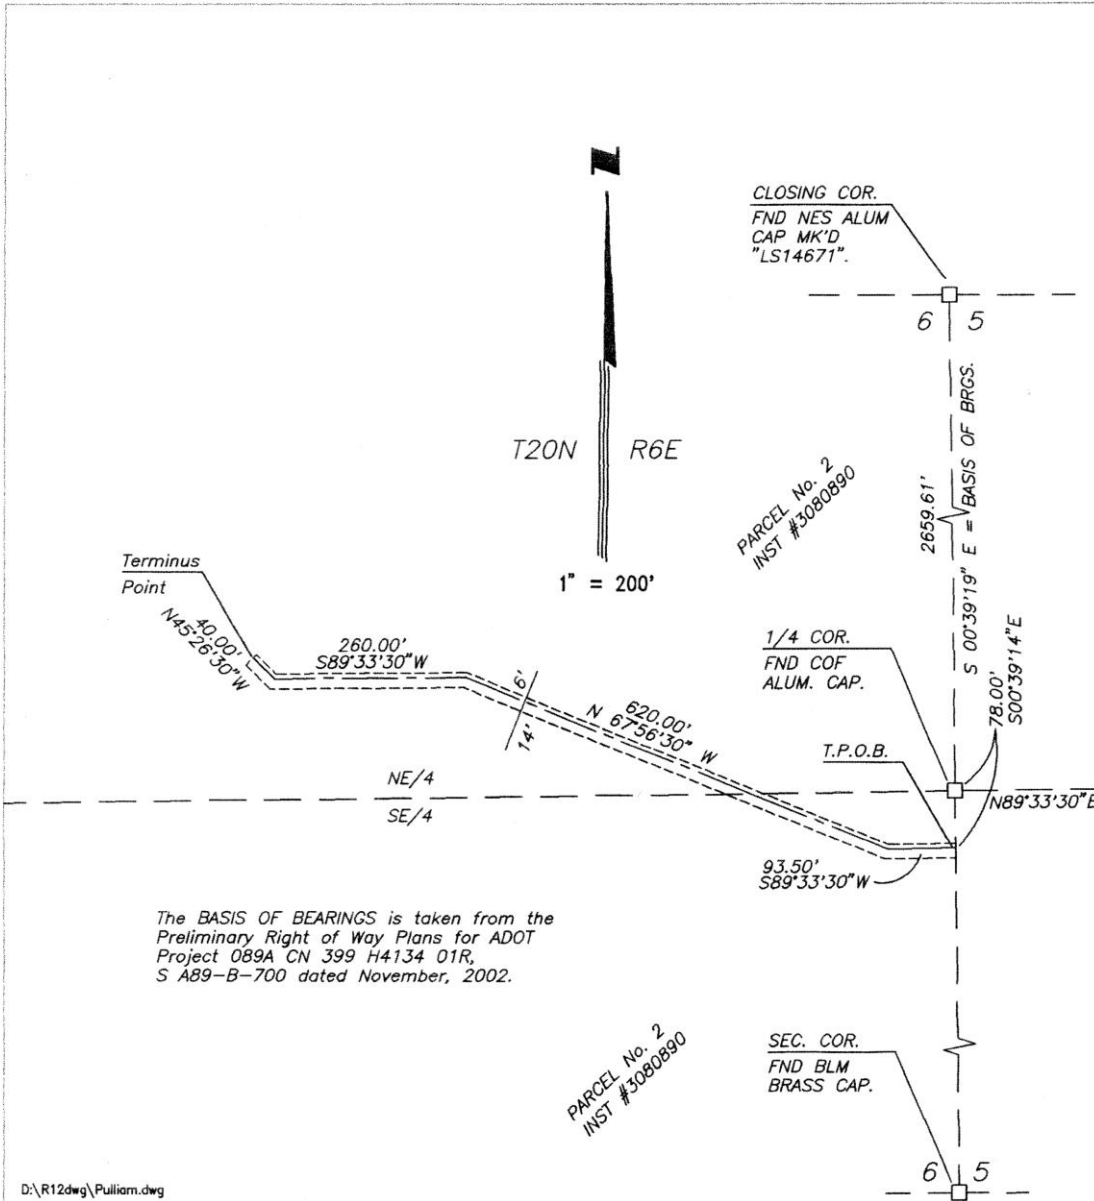 N
CLOSING COR.
FND NES ALUM
CAP MK'D
"LS14671".
6 5
S 00°39'19" E = BASIS OF BRGS.
2659.61'
T20N R6E
PARCEL No. 2
INST #3080890
1" = 200'
Terminus
Point
40.00'
N45°26'30"W
260.00'
S89°33'30"W
6'
14'
620.00'
N 67°56'30" W
1/4 COR.
FND COF
ALUM. CAP.
78.00'
S00°39'14"E
T.P.O.B.
N89°33'30"E
NE/4
SE/4
93.50'
S89°33'30"W
The BASIS OF BEARINGS is taken from the
Preliminary Right of Way Plans for ADOT
Project 089A CN 399 H4134 01R,
S A89-B-700 dated November, 2002.
PARCEL No. 2
INST #3080890
SEC. COR.
FND BLM
BRASS CAP.
6 5
D:\R12dwg\Pulliam.dwg